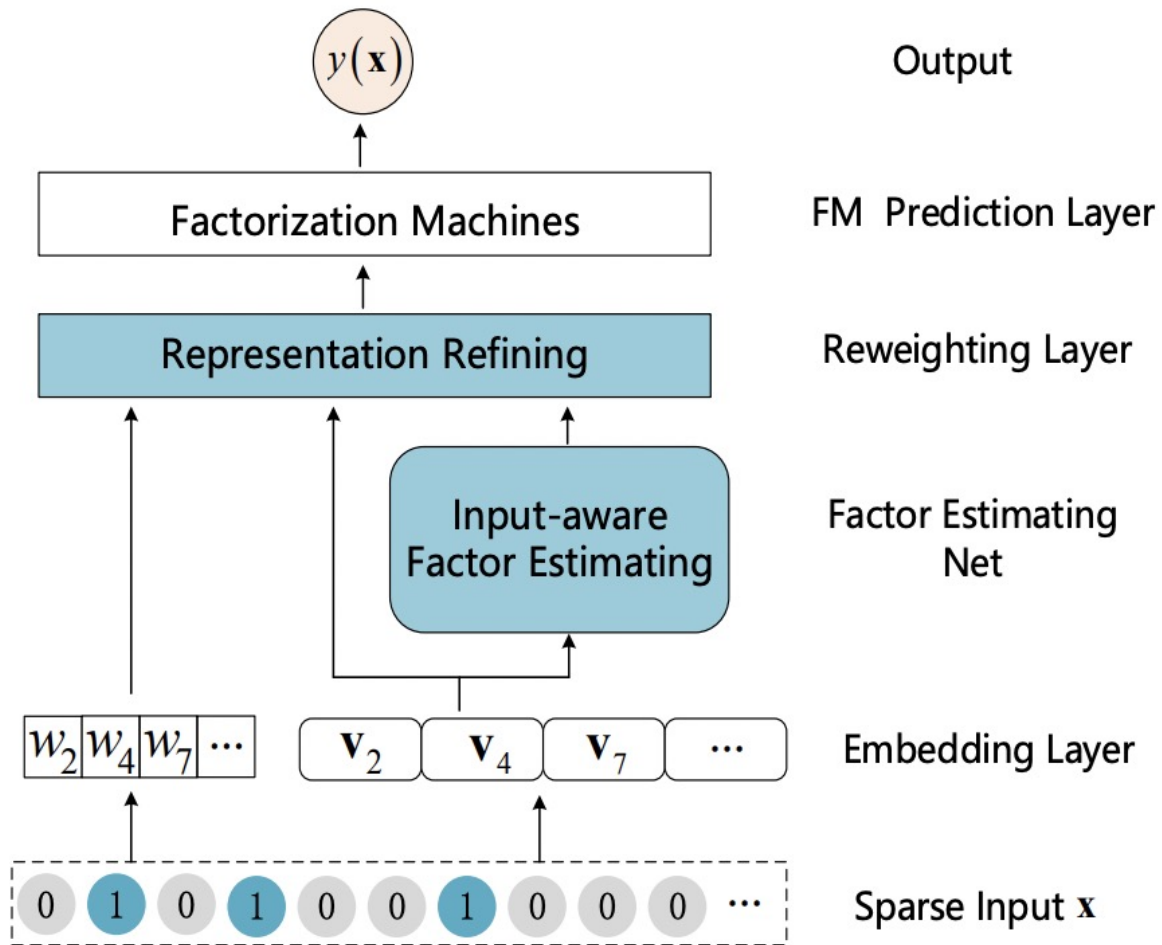 y(x)
Output
Factorization Machines
FM Prediction Layer
Representation Refining
Reweighting Layer
Input-aware
Factor Estimating
Factor Estimating
Net
w₂ w₄ w₇ ...
v₂ v₄ v₇ ...
Embedding Layer
0 1 0 1 0 0 1 0 0 0 ...
Sparse Input x